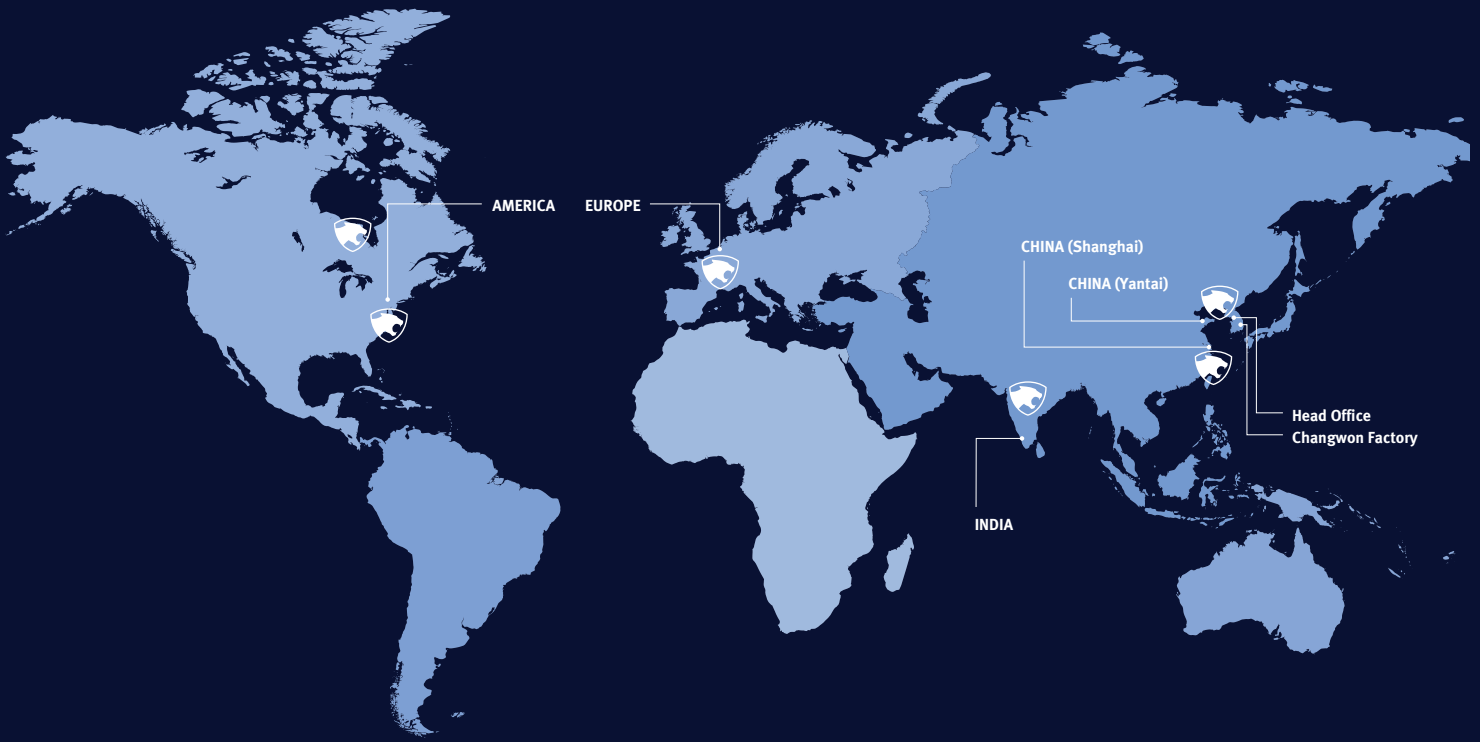 AMERICA
EUROPE
CHINA (Shanghai)
CHINA (Yantai)
Head Office
Changwon Factory
INDIA